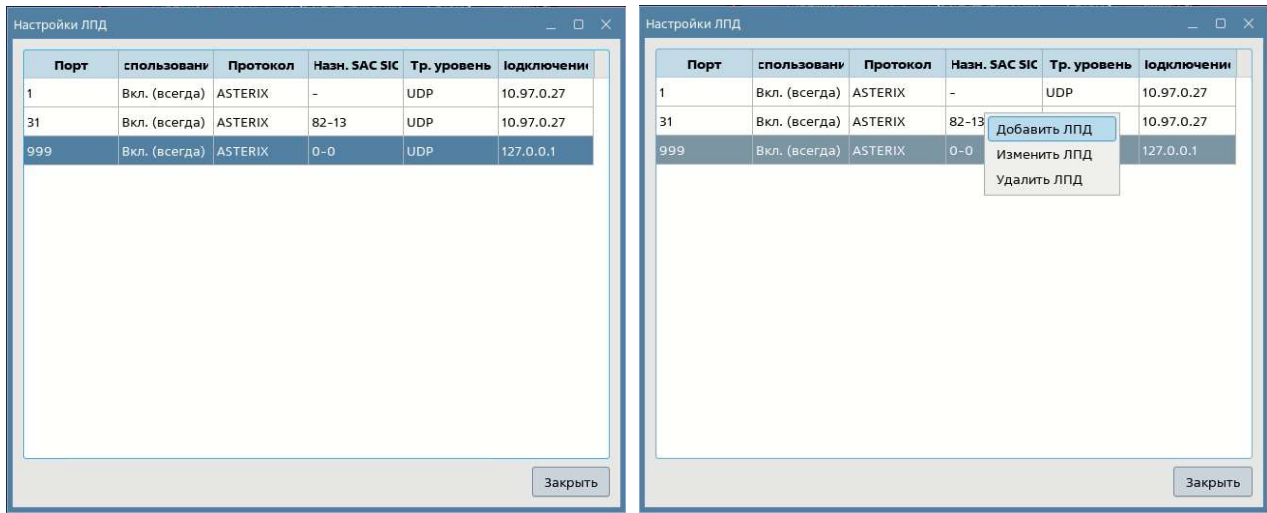 Настройки ЛПД
Порт спользовани Протокол Назн. SAC SIC Тр. уровень Подключение
1 Вкл. (всегда) ASTERIX - UDP 10.97.0.27
31 Вкл. (всегда) ASTERIX 82-13 UDP 10.97.0.27
999 Вкл. (всегда) ASTERIX 0-0 UDP 127.0.0.1
Закрыть
Настройки ЛПД
Порт спользовани Протокол Назн. SAC SIC Тр. уровень Подключение
1 Вкл. (всегда) ASTERIX - UDP 10.97.0.27
31 Вкл. (всегда) ASTERIX 82-13 10.97.0.27
999 Вкл. (всегда) ASTERIX 0-0 127.0.0.1
Добавить ЛПД
Изменить ЛПД
Удалить ЛПД
Закрыть